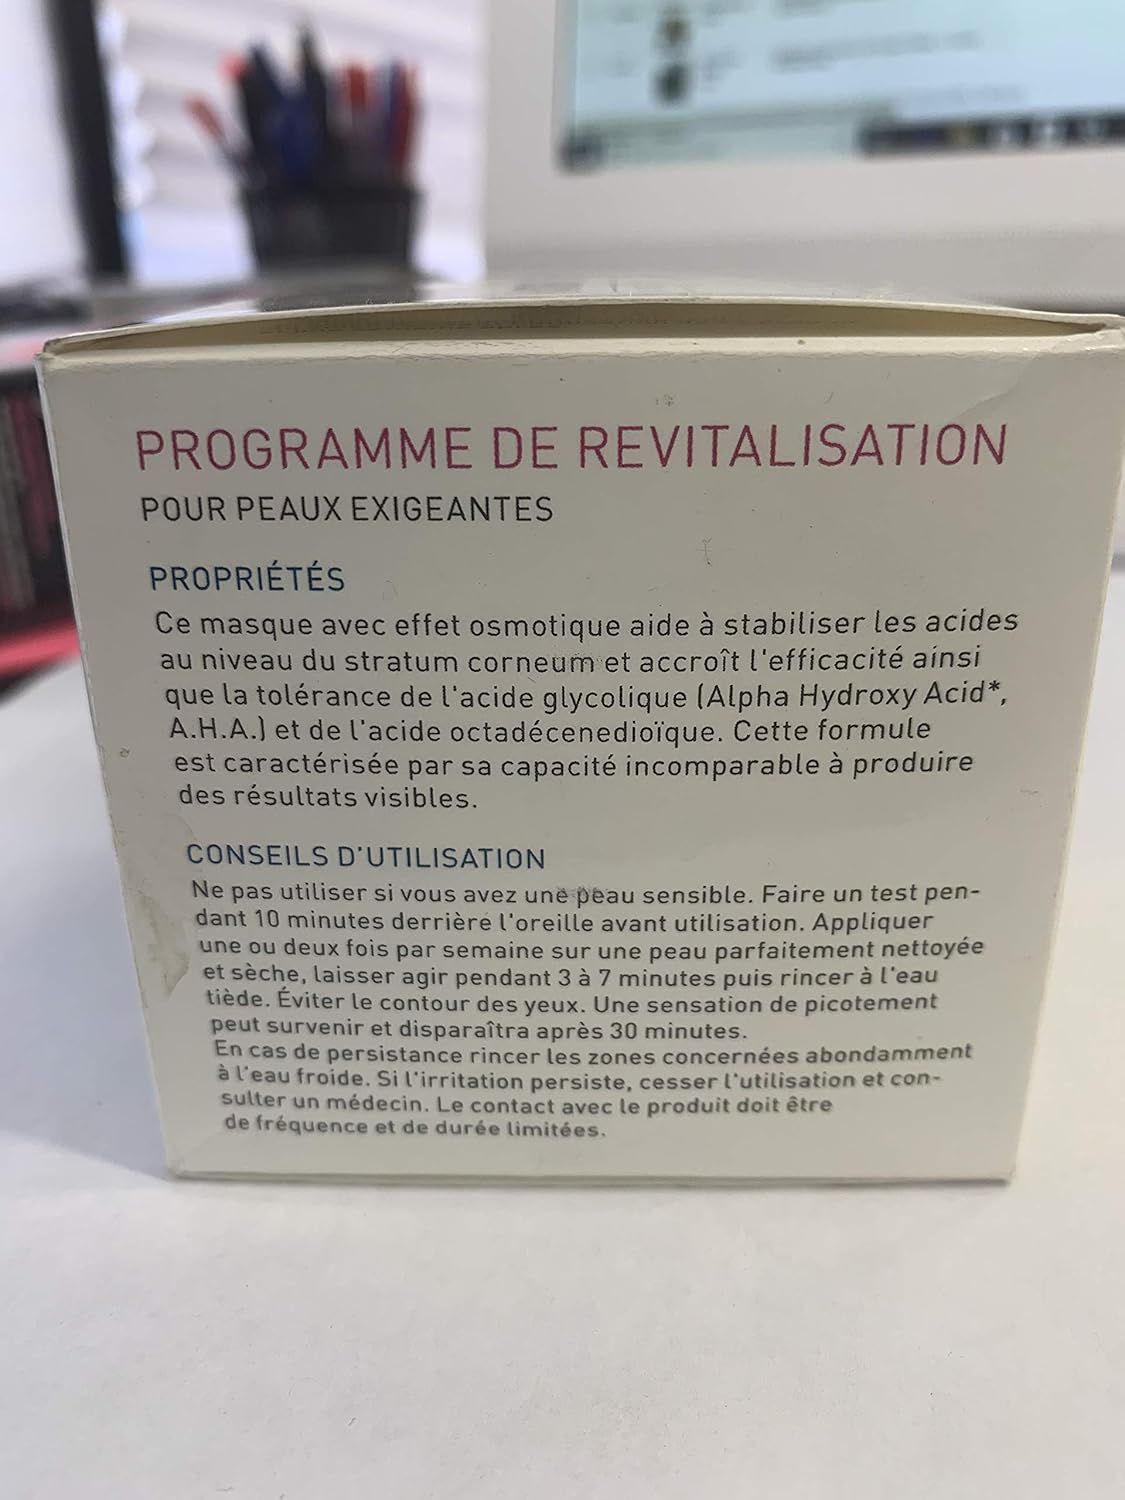 PROGRAMME DE REVITALISATION
POUR PEAUX EXIGEANTES
PROPRIÉTÉS
Ce masque avec effet osmotique aide à stabiliser les acides
au niveau du stratum corneum et accroît l'efficacité ainsi
que la tolérance de l'acide glycolique (Alpha Hydroxy Acid*,
A.H.A.) et de l'acide octadécenedioïque. Cette formule
est caractérisée par sa capacité incomparable à produire
des résultats visibles.
CONSEILS D'UTILISATION
Ne pas utiliser si vous avez une peau sensible. Faire un test pen-
dant 10 minutes derrière l'oreille avant utilisation. Appliquer
une ou deux fois par semaine sur une peau parfaitement nettoyée
et sèche, laisser agir pendant 3 à 7 minutes puis rincer à l'eau
tiède. Éviter le contour des yeux. Une sensation de picotement
peut survenir et disparaîtra après 30 minutes.
En cas de persistance rincer les zones concernées abondamment
à l'eau froide. Si l'irritation persiste, cesser l'utilisation et con-
sulter un médecin. Le contact avec le produit doit être
de fréquence et de durée limitées.